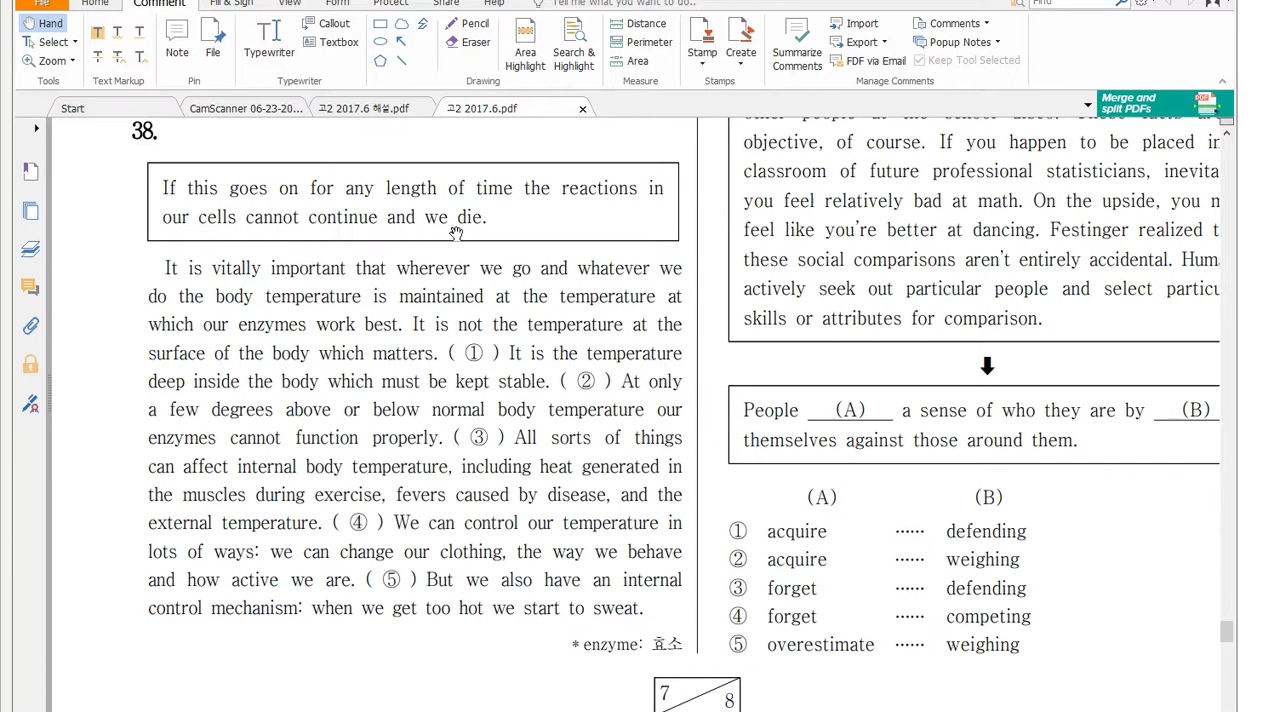 File
Home
Comment
Fill & Sign
View
Form
Protect
Share
Help
Tell me what you want to do..
Find
Hand
Select
Zoom
Tools
Text Markup
Note
File
Pin
Typewriter
Callout
Textbox
Typewriter
Pencil
Eraser
Area Highlight
Search & Highlight
Drawing
Distance
Perimeter
Area
Measure
Stamp
Create
Stamps
Summarize Comments
Import
Export
FDF via Email
Comments
Popup Notes
Keep Tool Selected
Manage Comments
Start
CamScanner 06-23-20...
고2 2017.6 해설.pdf
고2 2017.6.pdf
Merge and split PDFs
38.
If this goes on for any length of time the reactions in
our cells cannot continue and we die.
It is vitally important that wherever we go and whatever we
do the body temperature is maintained at the temperature at
which our enzymes work best. It is not the temperature at the
surface of the body which matters. ( ① ) It is the temperature
deep inside the body which must be kept stable. ( ② ) At only
a few degrees above or below normal body temperature our
enzymes cannot function properly. ( ③ ) All sorts of things
can affect internal body temperature, including heat generated in
the muscles during exercise, fevers caused by disease, and the
external temperature. ( ④ ) We can control our temperature in
lots of ways: we can change our clothing, the way we behave
and how active we are. ( ⑤ ) But we also have an internal
control mechanism: when we get too hot we start to sweat.
* enzyme: 효소
objective, of course. If you happen to be placed in
classroom of future professional statisticians, inevita
you feel relatively bad at math. On the upside, you m
feel like you're better at dancing. Festinger realized t
these social comparisons aren't entirely accidental. Huma
actively seek out particular people and select particu
skills or attributes for comparison.
People (A) a sense of who they are by (B)
themselves against those around them.
(A) (B)
① acquire ······ defending
② acquire ······ weighing
③ forget ······ defending
④ forget ······ competing
⑤ overestimate ······ weighing
7 8